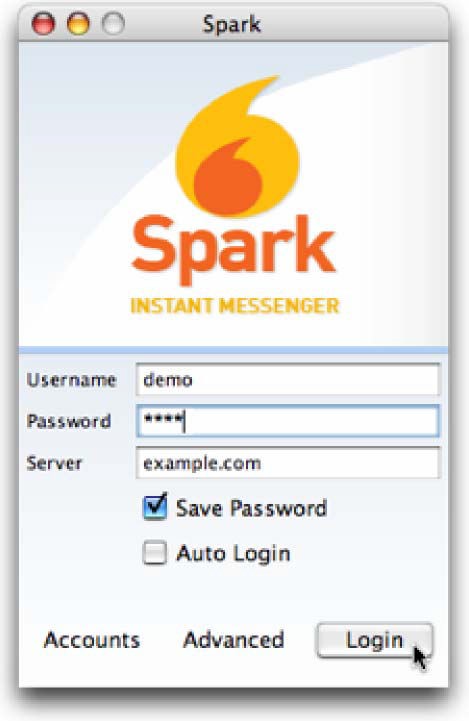 Spark
Spark
INSTANT MESSENGER
Username demo
Password ****
Server example.com
Save Password
Auto Login
Accounts Advanced Login